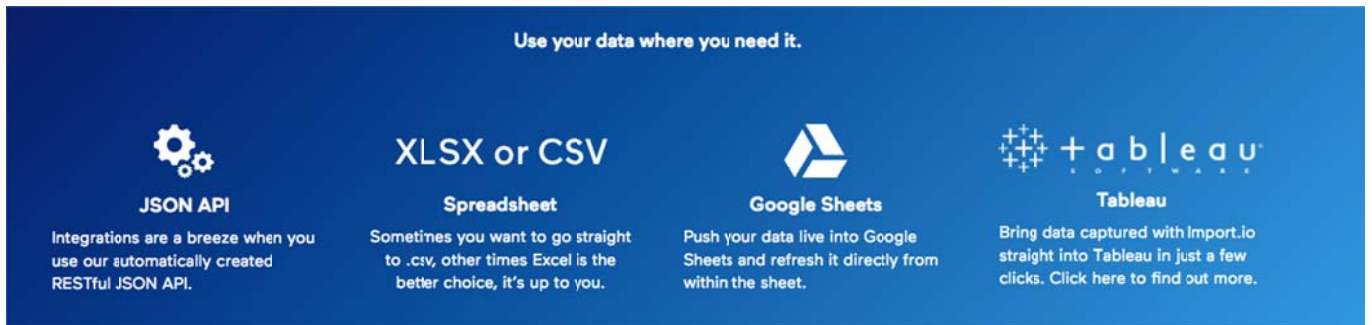 Use your data where you need it.
XLSX or CSV
+ a b l e a u
S O F T W A R E
JSON API
Spreadsheet
Google Sheets
Tableau
Integrations are a breeze when you
use our automatically created
RESTful JSON API.
Sometimes you want to go straight
to .csv, other times Excel is the
better choice, it's up to you.
Push your data live into Google
Sheets and refresh it directly from
within the sheet.
Bring data captured with Import.io
straight into Tableau in just a few
clicks. Click here to find out more.